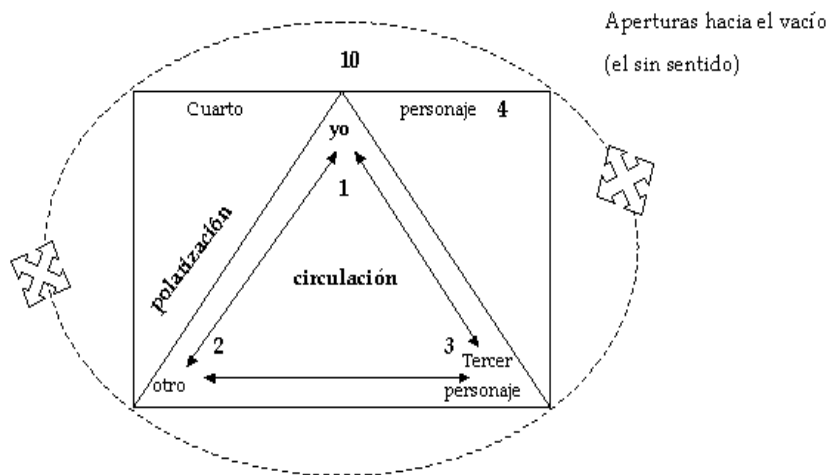 Aperturas hacia el vacío
(el sin sentido)
10
Cuarto personaje 4
yo
1
polatización
circulación
2
3
Tercer
personaje
otro